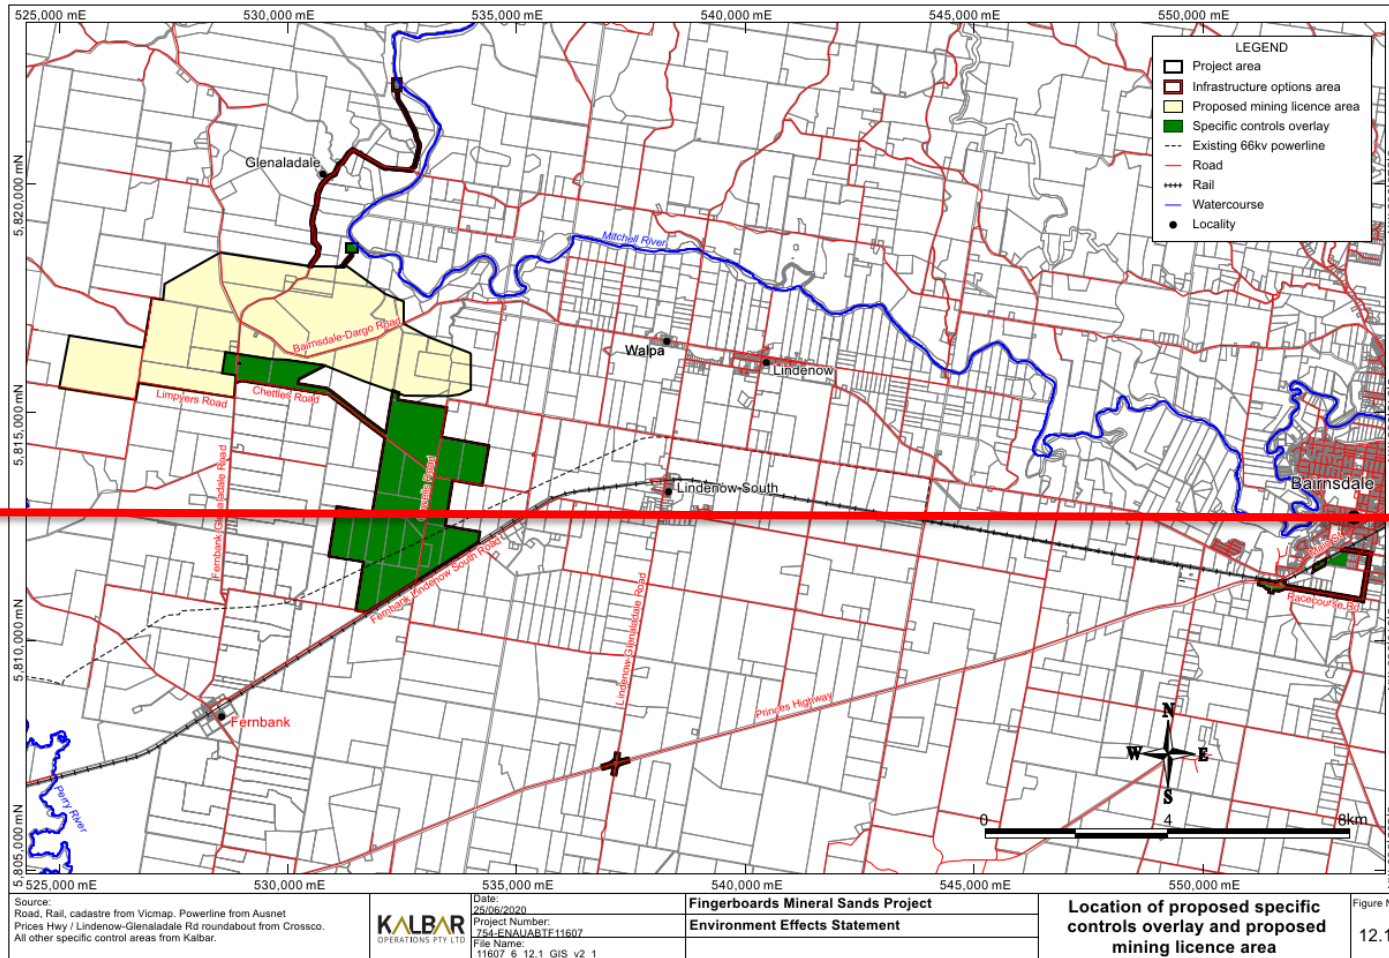 525,000 mE 530,000 mE 535,000 mE 540,000 mE 545,000 mE 550,000 mE
LEGEND
Project area
Infrastructure options area
Proposed mining licence area
Specific controls overlay
Existing 66kv powerline
Road
Rail
Watercourse
Locality
5,820,000 mN
5,815,000 mN
5,810,000 mN
5,805,000 mN
Glenaladale
Mitchell River
Bairnsdale-Dargo Road
Walpa
Lindenow
Limpyers Road
Chettles Road
Fernbank-Glenaladale Road
Lindenow-South
Bairnsdale
Main St
Racecourse Rd
Fernbank Lindenow South Road
Lindenow-Glenaladale Road
Princes Highway
Fernbank
Perry River
N
W E
S
0 4 8km
525,000 mE 530,000 mE 535,000 mE 540,000 mE 545,000 mE 550,000 mE
Source:
Road, Rail, cadastre from Vicmap. Powerline from Ausnet
Prices Hwy / Lindenow-Glenaladale Rd roundabout from Crossco.
All other specific control areas from Kalbar.
KALBAR
OPERATIONS PTY LTD
Date:
25/06/2020
Project Number:
754-ENAUABTF11607
File Name:
11607_6_12.1_GIS_v2_1
Fingerboards Mineral Sands Project
Environment Effects Statement
Location of proposed specific
controls overlay and proposed
mining licence area
Figure N
12.1